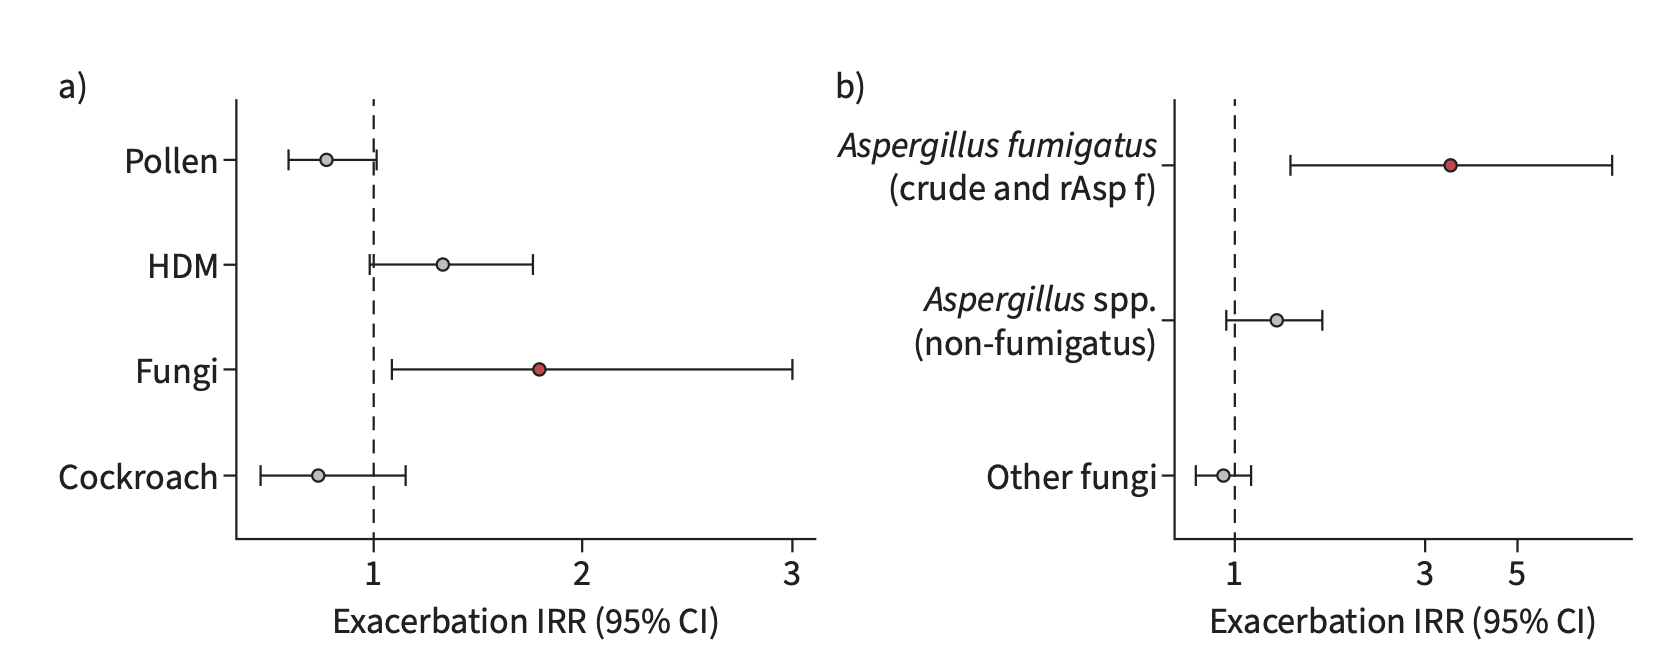 a)
Pollen
HDM
Fungi
Cockroach
1 2 3
Exacerbation IRR (95% CI)
b)
Aspergillus fumigatus
(crude and rAsp f)
Aspergillus spp.
(non-fumigatus)
Other fungi
1 3 5
Exacerbation IRR (95% CI)